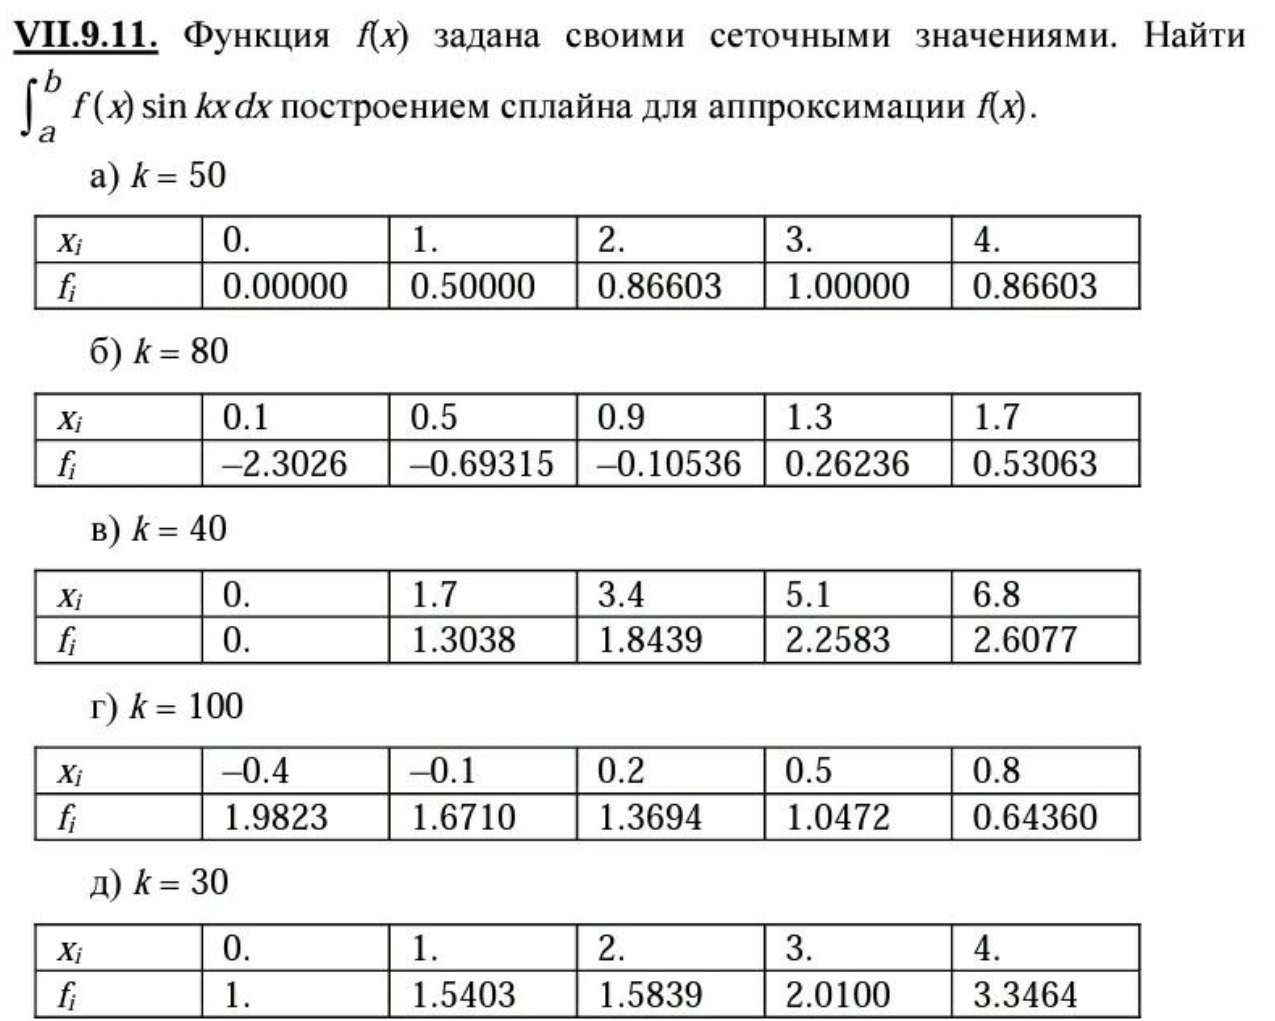 VII.9.11. Функция f(x) задана своими сеточными значениями. Найти
∫_a^b f(x) sin kx dx построением сплайна для аппроксимации f(x).
а) k = 50
x_i 0. 1. 2. 3. 4.
f_i 0.00000 0.50000 0.86603 1.00000 0.86603
б) k = 80
x_i 0.1 0.5 0.9 1.3 1.7
f_i –2.3026 –0.69315 –0.10536 0.26236 0.53063
в) k = 40
x_i 0. 1.7 3.4 5.1 6.8
f_i 0. 1.3038 1.8439 2.2583 2.6077
г) k = 100
x_i –0.4 –0.1 0.2 0.5 0.8
f_i 1.9823 1.6710 1.3694 1.0472 0.64360
д) k = 30
x_i 0. 1. 2. 3. 4.
f_i 1. 1.5403 1.5839 2.0100 3.3464